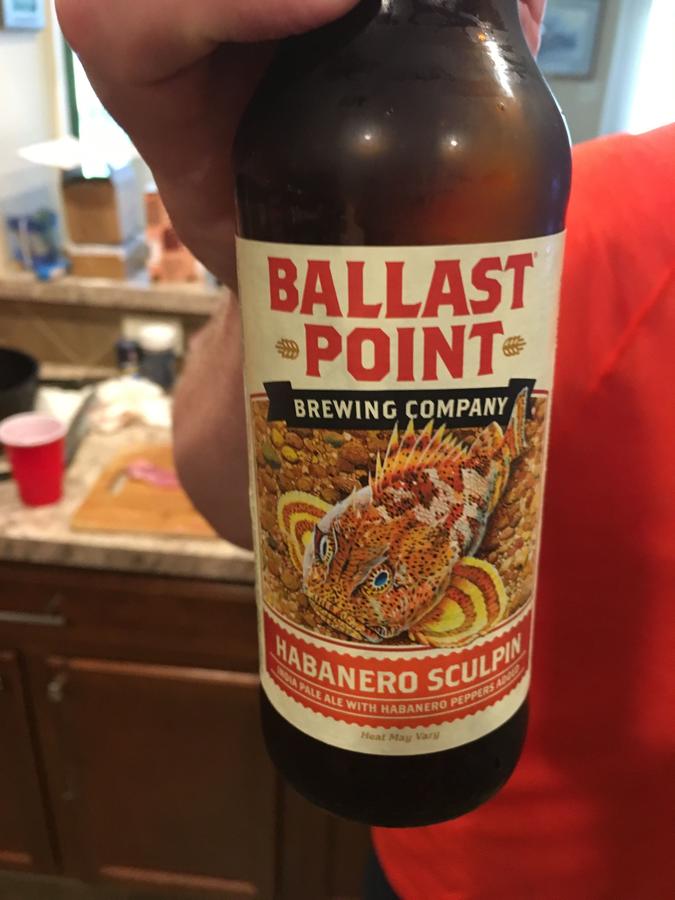 BALLAST
POINT
BREWING COMPANY
HABANERO SCULPIN
INDIA PALE ALE WITH HABANERO PEPPERS ADDED
Heat May Vary